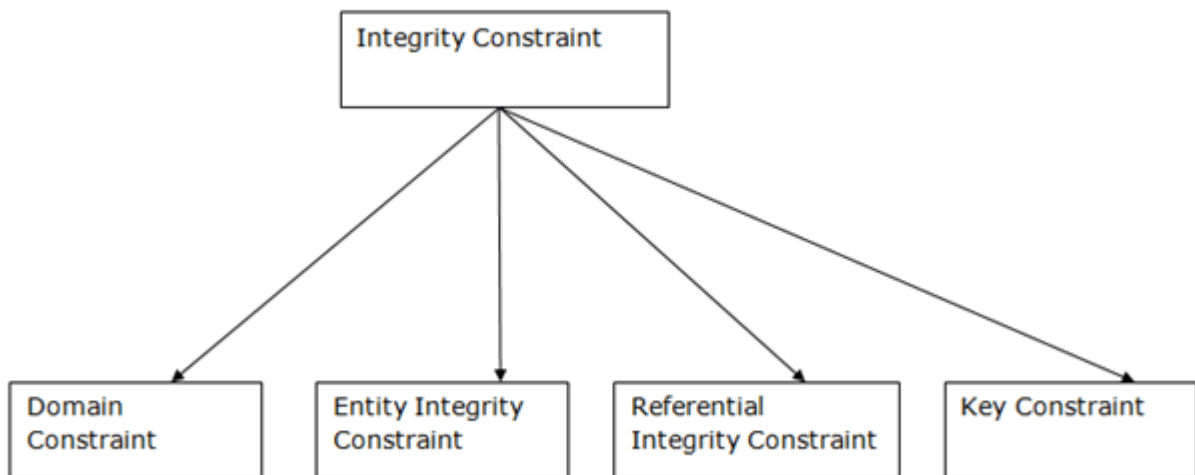 Integrity Constraint
Domain
Constraint
Entity Integrity
Constraint
Referential
Integrity Constraint
Key Constraint